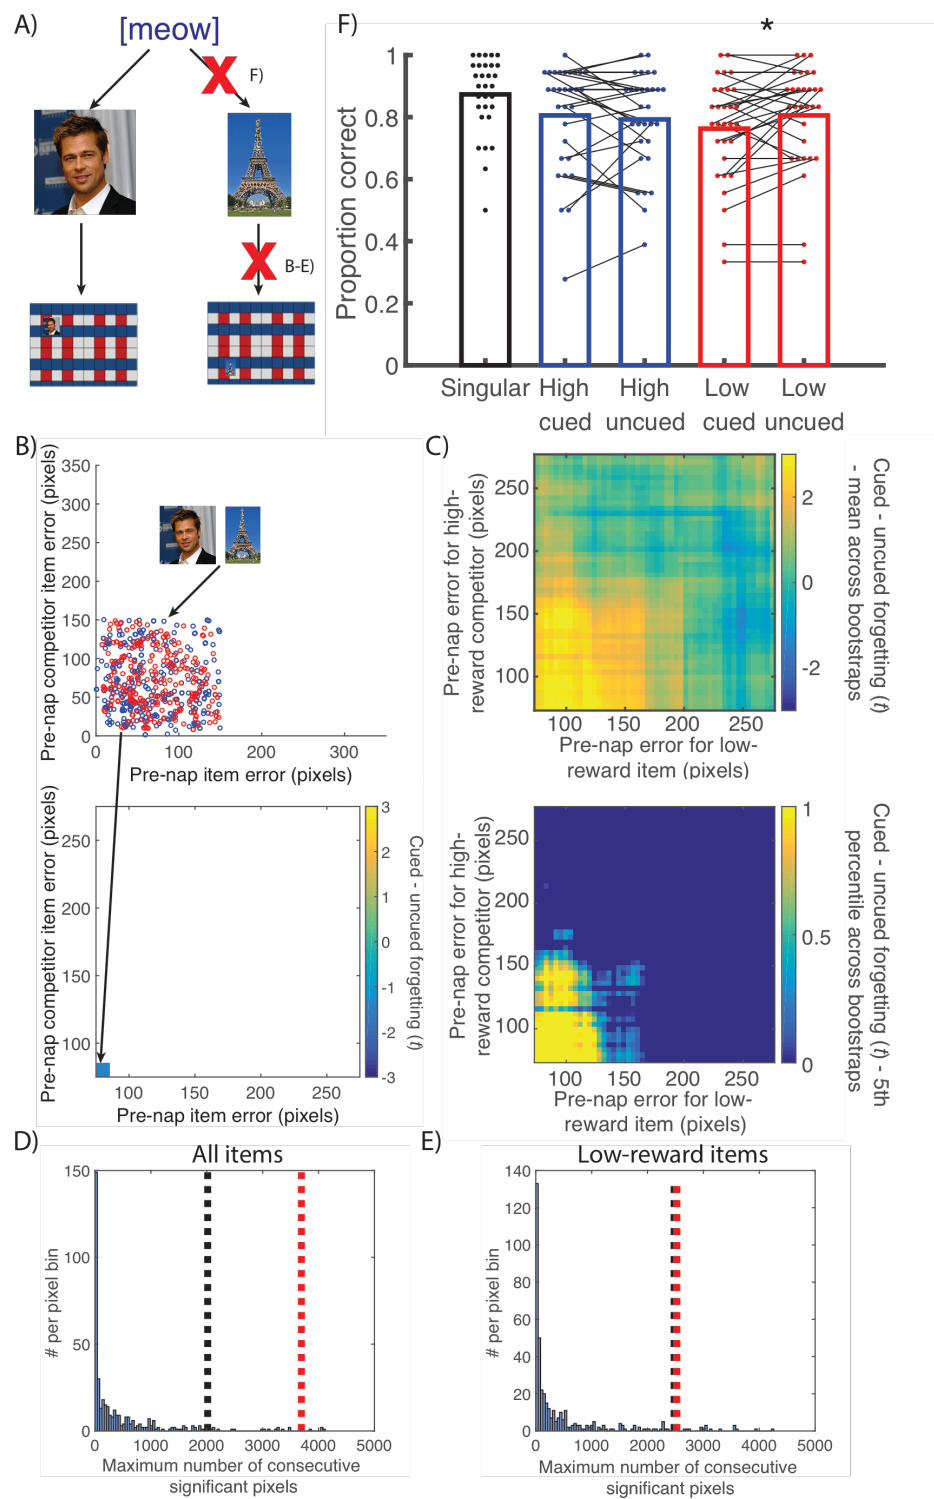 A)
[meow]
F)
B-E)
F)
*
Proportion correct
1
0.8
0.6
0.4
0.2
0
Singular
High cued
High uncued
Low cued
Low uncued
B)
Pre-nap competitor item error (pixels)
350
300
250
200
150
100
50
0
0 100 200 300
Pre-nap item error (pixels)
Pre-nap competitor item error (pixels)
250
200
150
100
100 150 200 250
Pre-nap item error (pixels)
3
2
1
0
-1
-2
-3
Cued - uncued forgetting (t)
C)
Pre-nap error for high-
reward competitor (pixels)
250
200
150
100
100 150 200 250
Pre-nap error for low-
reward item (pixels)
2
0
-2
Cued - uncued forgetting (t)
- mean across
bootstraps
Pre-nap error for high-
reward competitor (pixels)
250
200
150
100
100 150 200 250
Pre-nap error for low-
reward item (pixels)
1
0.5
0
Cued - uncued forgetting (t) - 5th
percentile across bootstraps
D)
All items
# per pixel bin
150
100
50
0
0 1000 2000 3000 4000 5000
Maximum number of consecutive
significant pixels
E)
Low-reward items
# per pixel bin
140
120
100
80
60
40
20
0
0 1000 2000 3000 4000 5000
Maximum number of consecutive
significant pixels